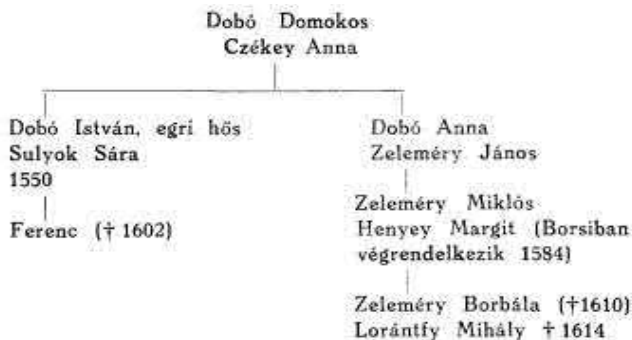 Dobó Domokos
Czékey Anna
Dobó István, egri hős
Sulyok Sára
1550
Ferenc († 1602)
Dobó Anna
Zeleméry János
Zeleméry Miklós
Henyey Margit (Borsiban
végrendelkezik 1584)
Zeleméry Borbála (†1610)
Lorántfy Mihály † 1614